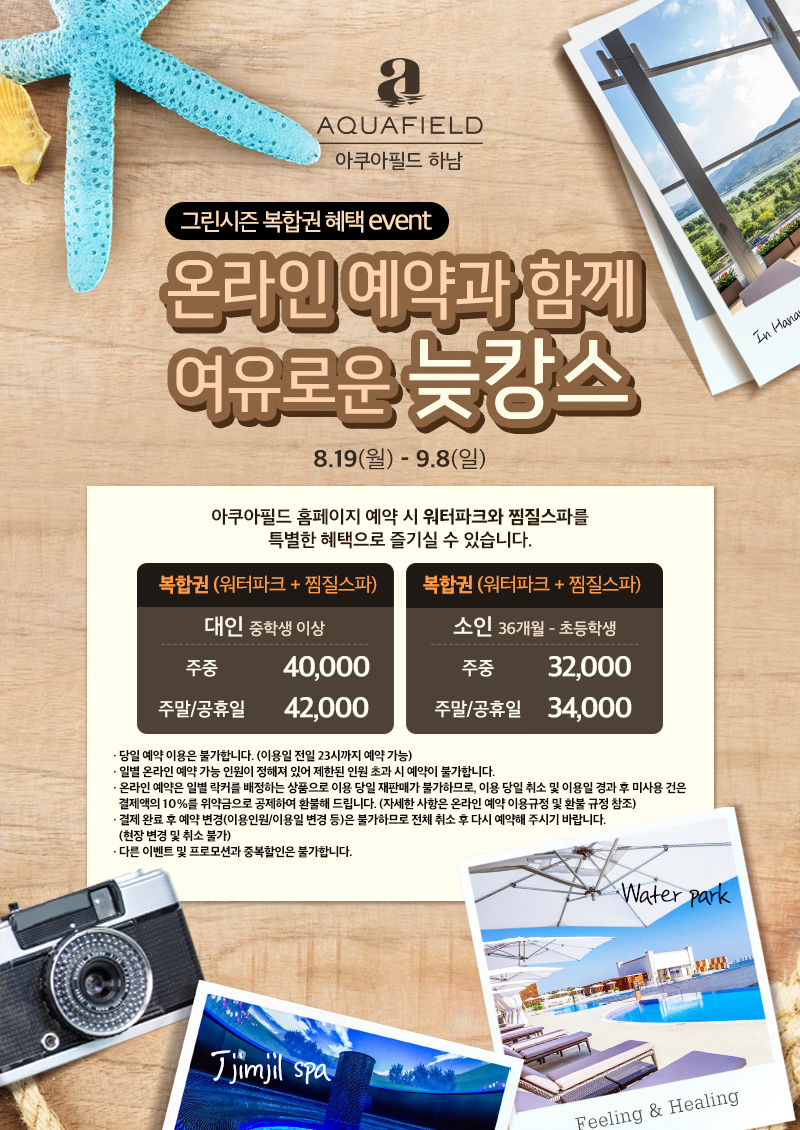 a
AQUAFIELD
아쿠아필드 하남
In
그린시즌 복합권 혜택 event
온라인 예약과 함께
여유로운 늦캉스
8.19(월) - 9.8(일)
아쿠아필드 홈페이지 예약 시 워터파크와 찜질스파를
특별한 혜택으로 즐기실 수 있습니다.
복합권 (워터파크 + 찜질스파)
대인 중학생 이상
주중 40,000
주말/공휴일 42,000
복합권 (워터파크 + 찜질스파)
소인 36개월 - 초등학생
주중 32,000
주말/공휴일 34,000
· 당일 예약 이용은 불가합니다. (이용일 전일 23시까지 예약 가능)
· 일별 온라인 예약 가능 인원이 정해져 있어 제한된 인원 초과 시 예약이 불가합니다.
· 온라인 예약은 일별 락커를 배정하는 상품으로 이용 당일 재판매가 불가하므로, 이용 당일 취소 및 이용일 경과 후 미사용 건은
결제액의 10%를 위약금으로 공제하여 환불해 드립니다. (자세한 사항은 온라인 예약 이용규정 및 환불 규정 참조)
· 결제 완료 후 예약 변경(이용인원/이용일 변경 등)은 불가하므로 전체 취소 후 다시 예약해 주시기 바랍니다.
(현장 변경 및 취소 불가)
· 다른 이벤트 및 프로모션과 중복할인은 불가합니다.
Water park
Tjimjil spa
Feeling & Healing